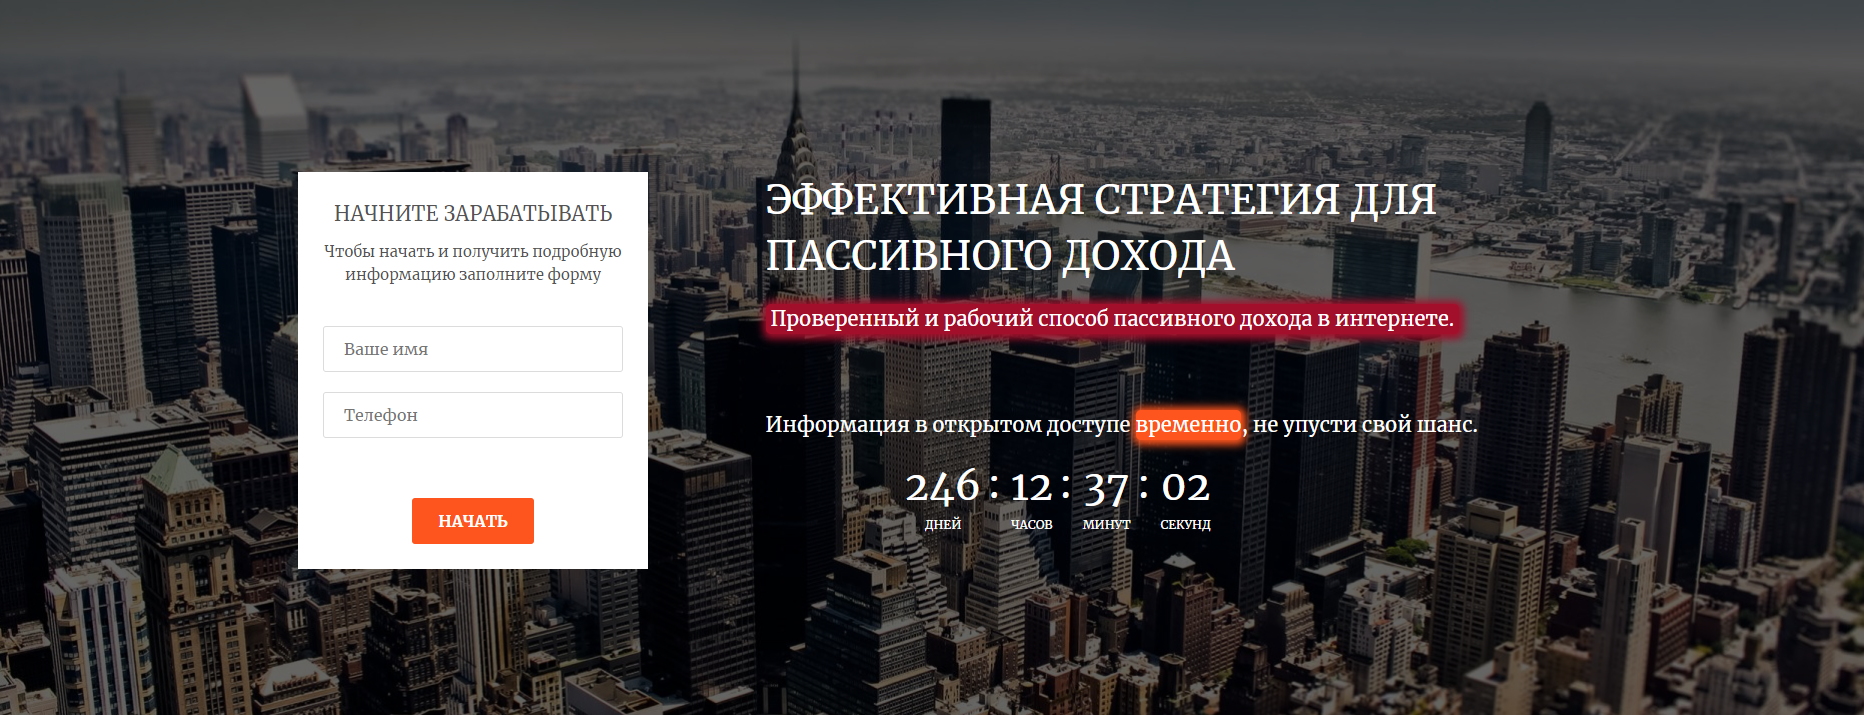 НАЧНИТЕ ЗАРАБАТЫВАТЬ
Чтобы начать и получить подробную
информацию заполните форму
Ваше имя
Телефон
НАЧАТЬ
ЭФФЕКТИВНАЯ СТРАТЕГИЯ ДЛЯ
ПАССИВНОГО ДОХОДА
Проверенный и рабочий способ пассивного дохода в интернете.
Информация в открытом доступе временно, не упусти свой шанс.
246 : 12 : 37 : 02
ДНЕЙ ЧАСОВ МИНУТ СЕКУНД